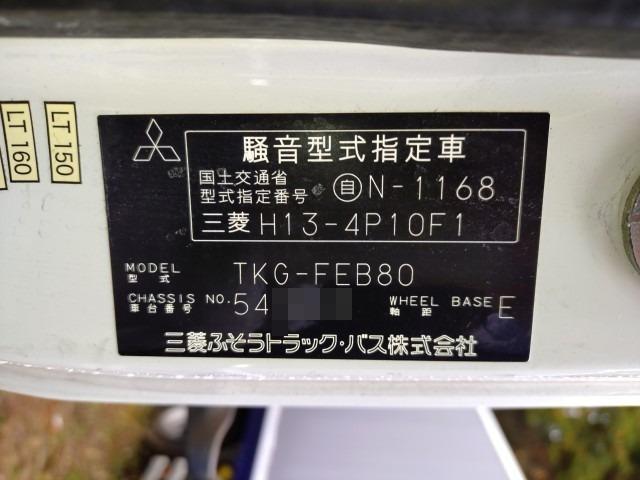 LT 160
LT 150
騒音型式指定車
国土交通省
型式指定番号 自N-1168
三菱 H13-4P10F1
MODEL TKG-FEB80
型式
CHASSIS NO. 54 WHEEL BASE E
車台番号 軸距
三菱ふそうトラック・バス株式会社